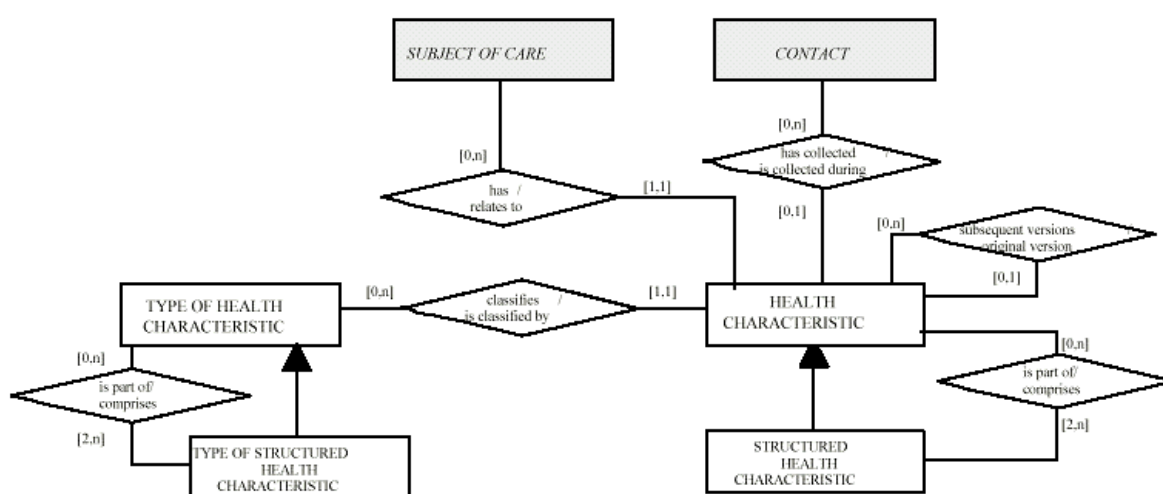 SUBJECT OF CARE
CONTACT
[0,n]
[0,n]
has collected /
is collected during
has /
relates to
[1,1]
[0,1]
[0,n]
subsequent versions /
original version
[0,1]
TYPE OF HEALTH
CHARACTERISTIC
[0,n]
classifies /
is classified by
[1,1]
HEALTH
CHARACTERISTIC
[0,n]
is part of/
comprises
[2,n]
[0,n]
is part of/
comprises
[2,n]
TYPE OF STRUCTURED
HEALTH
CHARACTERISTIC
STRUCTURED
HEALTH
CHARACTERISTIC